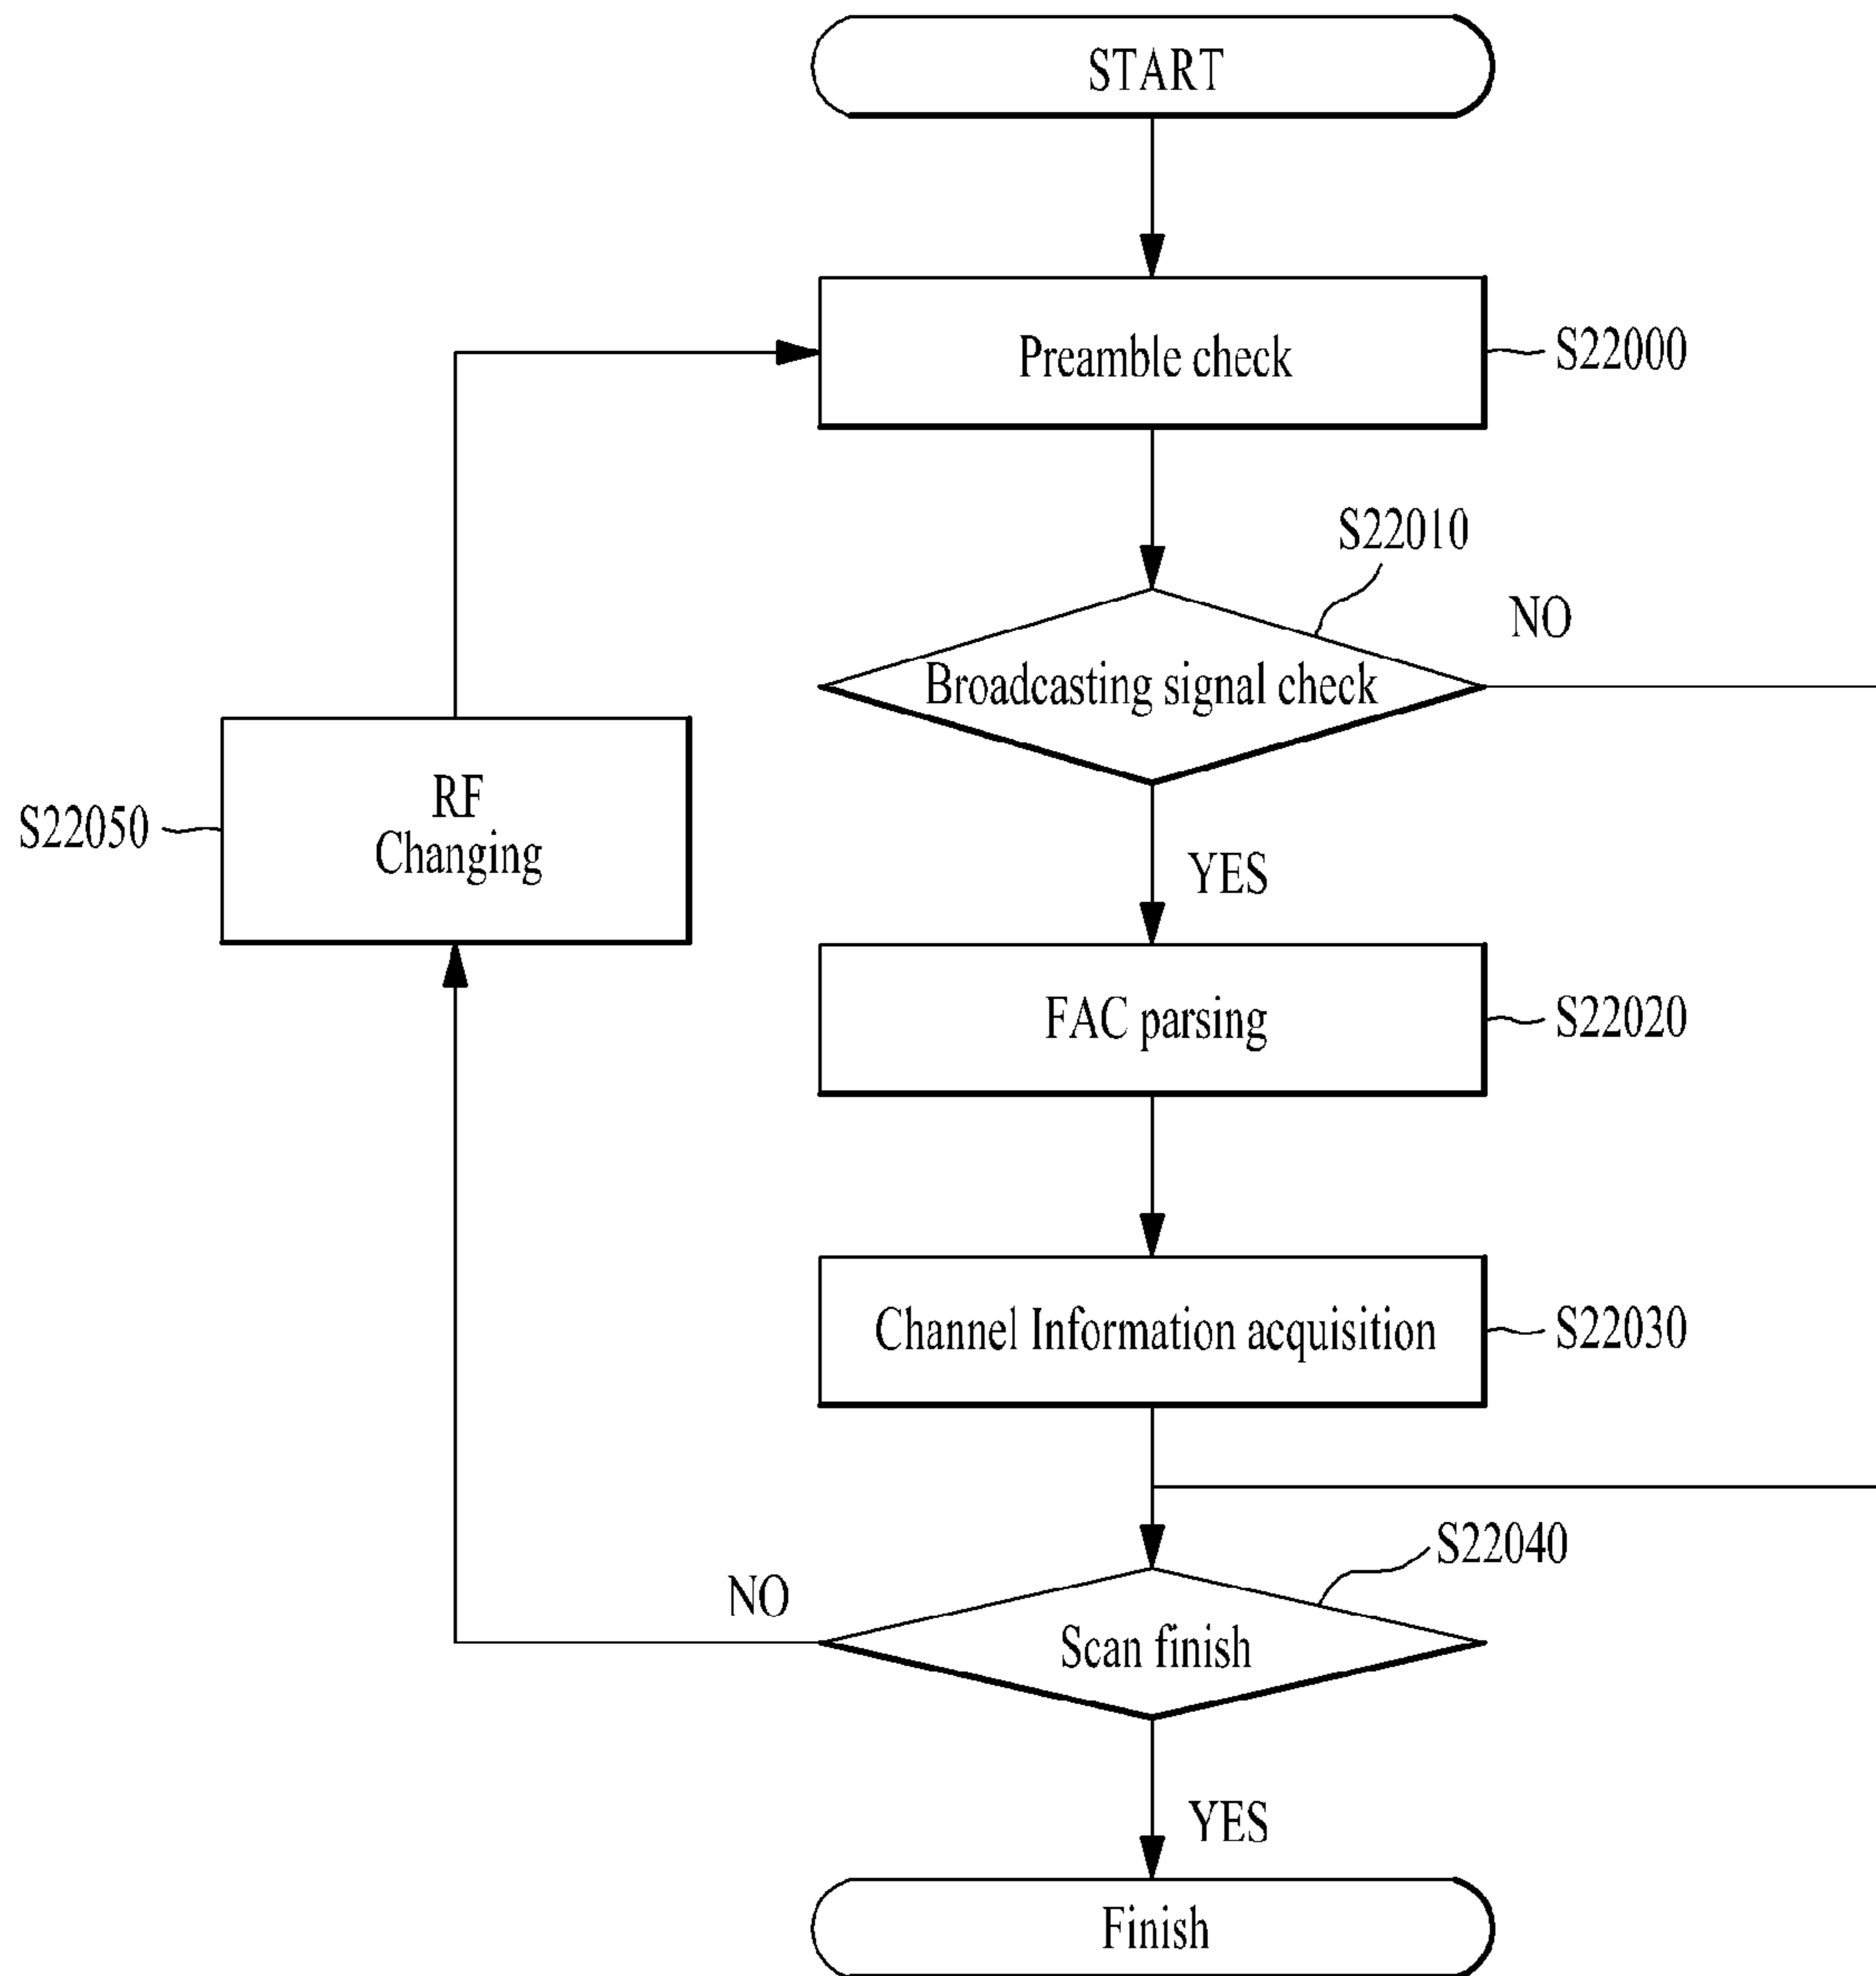 START
Preamble check
S22000
S22010
Broadcasting signal check
NO
RF
Changing
S22050
YES
FAC parsing
S22020
Channel Information acquisition
S22030
S22040
NO
Scan finish
YES
Finish